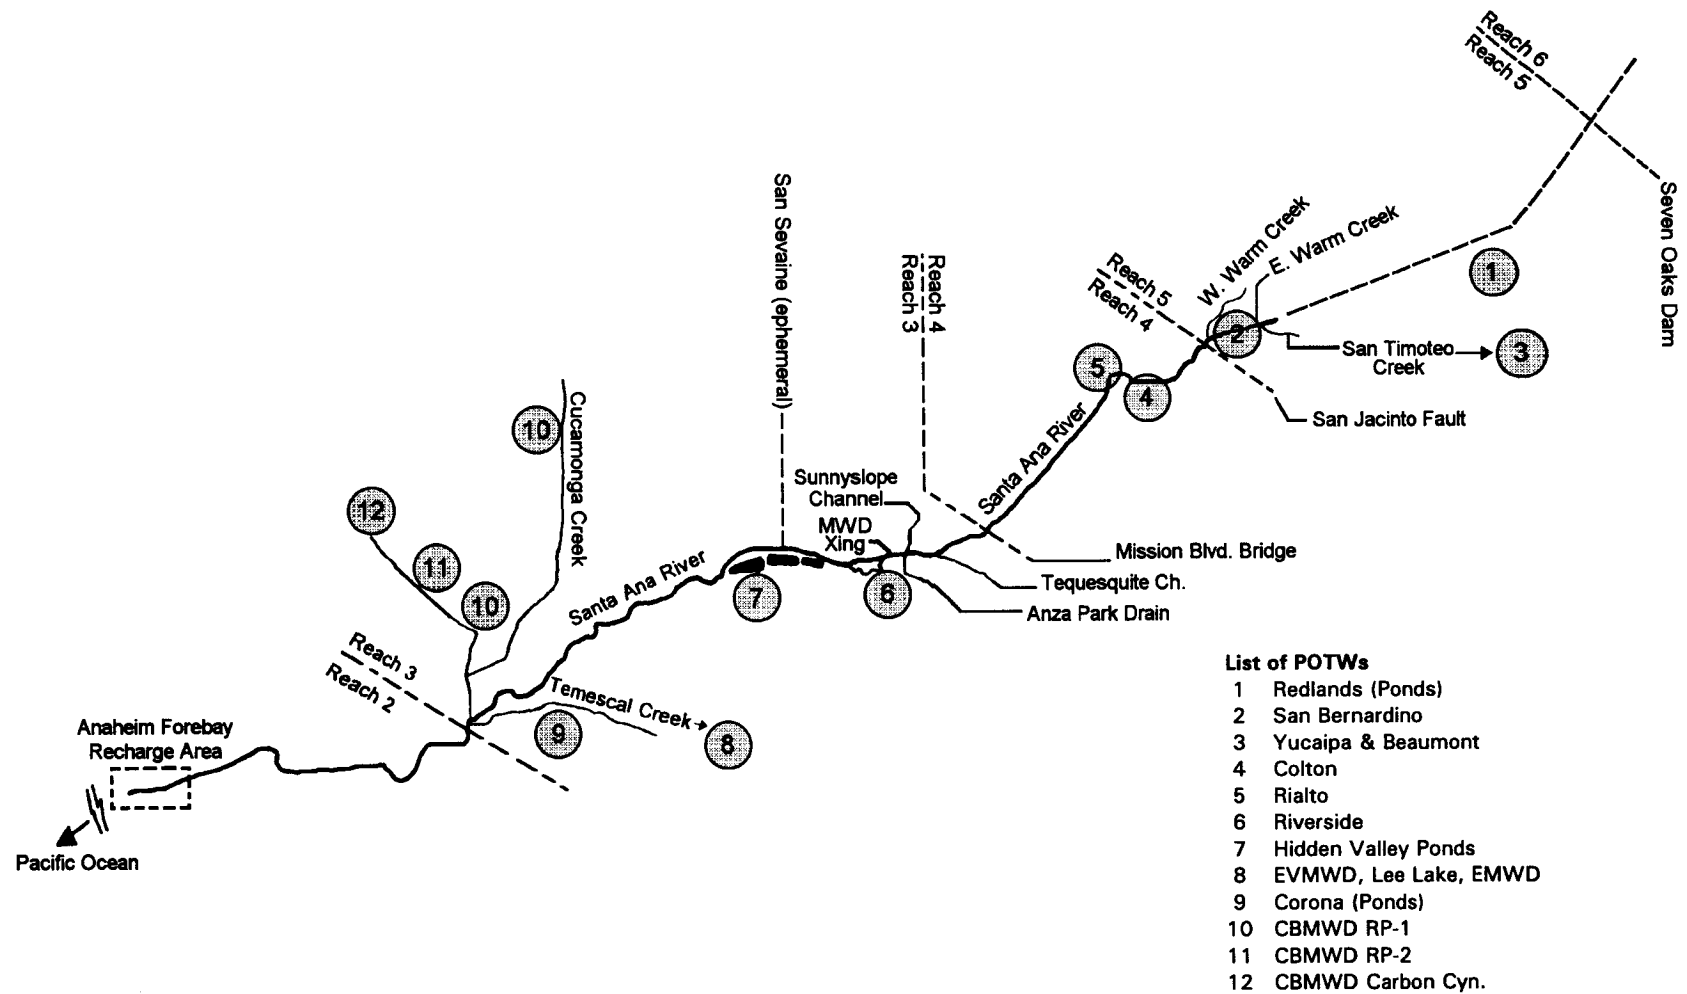 Reach 6
Reach 5
Seven Oaks Dam
W. Warm Creek
E. Warm Creek
1
Reach 5
Reach 4
2
San Timoteo
Creek
3
San Jacinto Fault
5
4
Santa Ana River
Reach 4
Reach 3
San Sevaine (ephemeral)
Sunnyslope
Channel
MWD
Xing
Mission Blvd. Bridge
Tequesquite Ch.
Anza Park Drain
6
7
Santa Ana River
Cucamonga Creek
10
12
11
10
Reach 3
Reach 2
Temescal Creek
9
8
Anaheim Forebay
Recharge Area
Pacific Ocean
List of POTWs
1 Redlands (Ponds)
2 San Bernardino
3 Yucaipa & Beaumont
4 Colton
5 Rialto
6 Riverside
7 Hidden Valley Ponds
8 EVMWD, Lee Lake, EMWD
9 Corona (Ponds)
10 CBMWD RP-1
11 CBMWD RP-2
12 CBMWD Carbon Cyn.